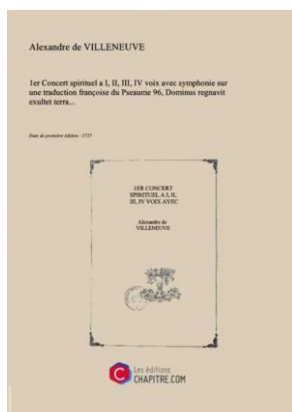 Alexandre de VILLENEUVE
1er Concert spirituel a I, II, III, IV voix avec symphonie sur
une traduction françoise du Pseaume 96, Dominus regnavit
exultet terra...
Date de première édition : 1727
1ER CONCERT
SPIRITUEL A I, II,
III, IV VOIX AVEC
Alexandre de
VILLENEUVE
Les éditions
CHAPITRE.COM